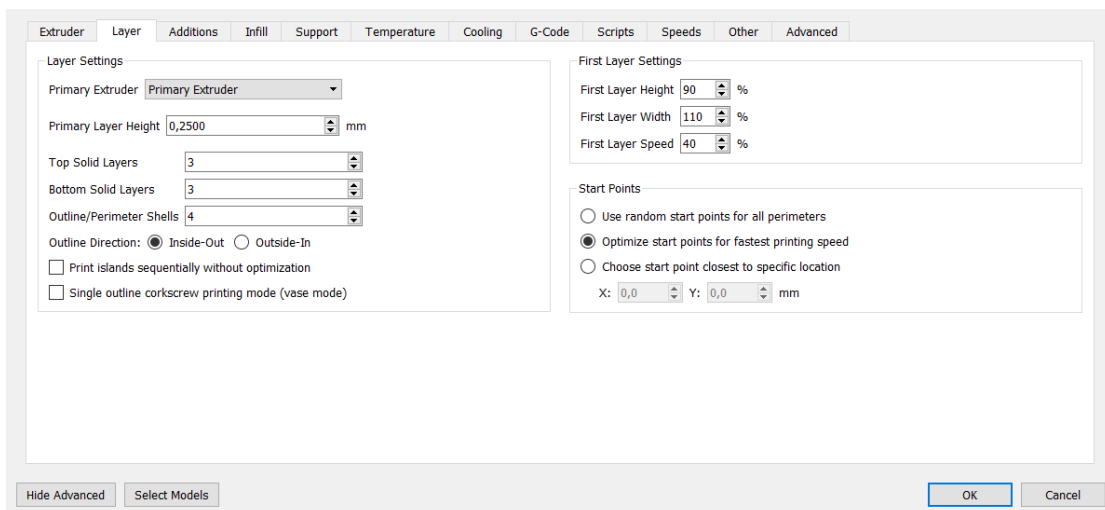 Extruder Layer Additions Infill Support Temperature Cooling G-Code Scripts Speeds Other Advanced
Layer Settings
Primary Extruder Primary Extruder
Primary Layer Height 0,2500 mm
Top Solid Layers 3
Bottom Solid Layers 3
Outline/Perimeter Shells 4
Outline Direction: Inside-Out Outside-In
Print islands sequentially without optimization
Single outline corkscrew printing mode (vase mode)
First Layer Settings
First Layer Height 90 %
First Layer Width 110 %
First Layer Speed 40 %
Start Points
Use random start points for all perimeters
Optimize start points for fastest printing speed
Choose start point closest to specific location
X: 0,0 Y: 0,0 mm
Hide Advanced Select Models OK Cancel